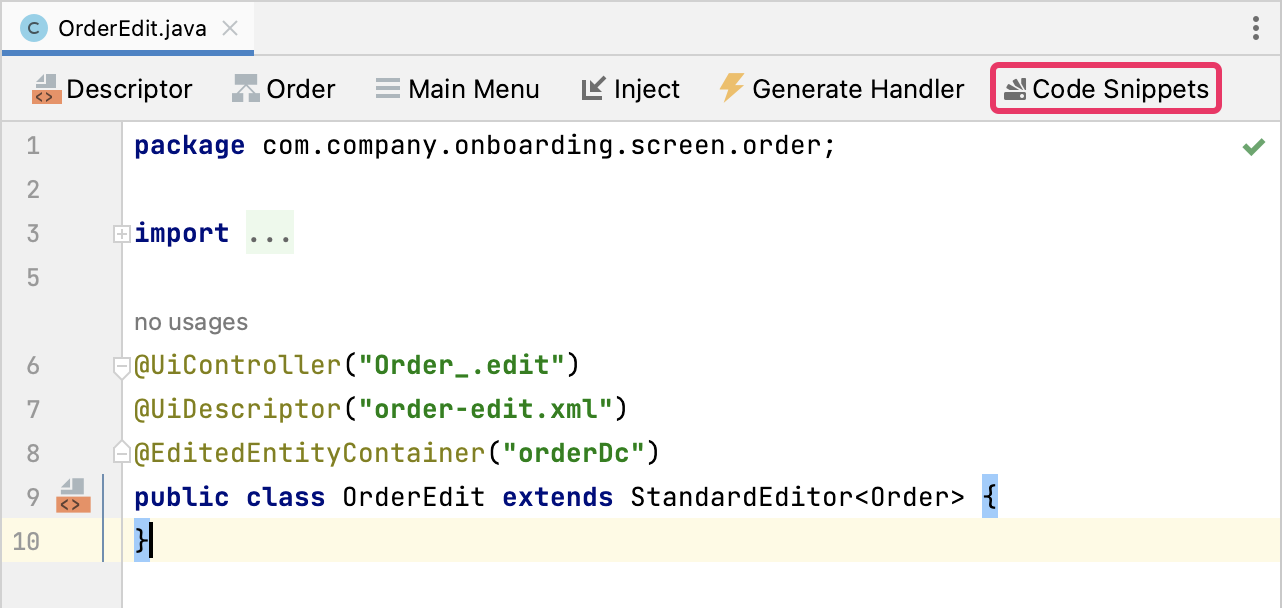 C OrderEdit.java
Descriptor Order Main Menu Inject Generate Handler Code Snippets
1 package com.company.onboarding.screen.order;
2
3 import ...
5
no usages
6 @UiController("Order_.edit")
7 @UiDescriptor("order-edit.xml")
8 @EditedEntityContainer("orderDc")
9 <> public class OrderEdit extends StandardEditor<Order> {
10 }